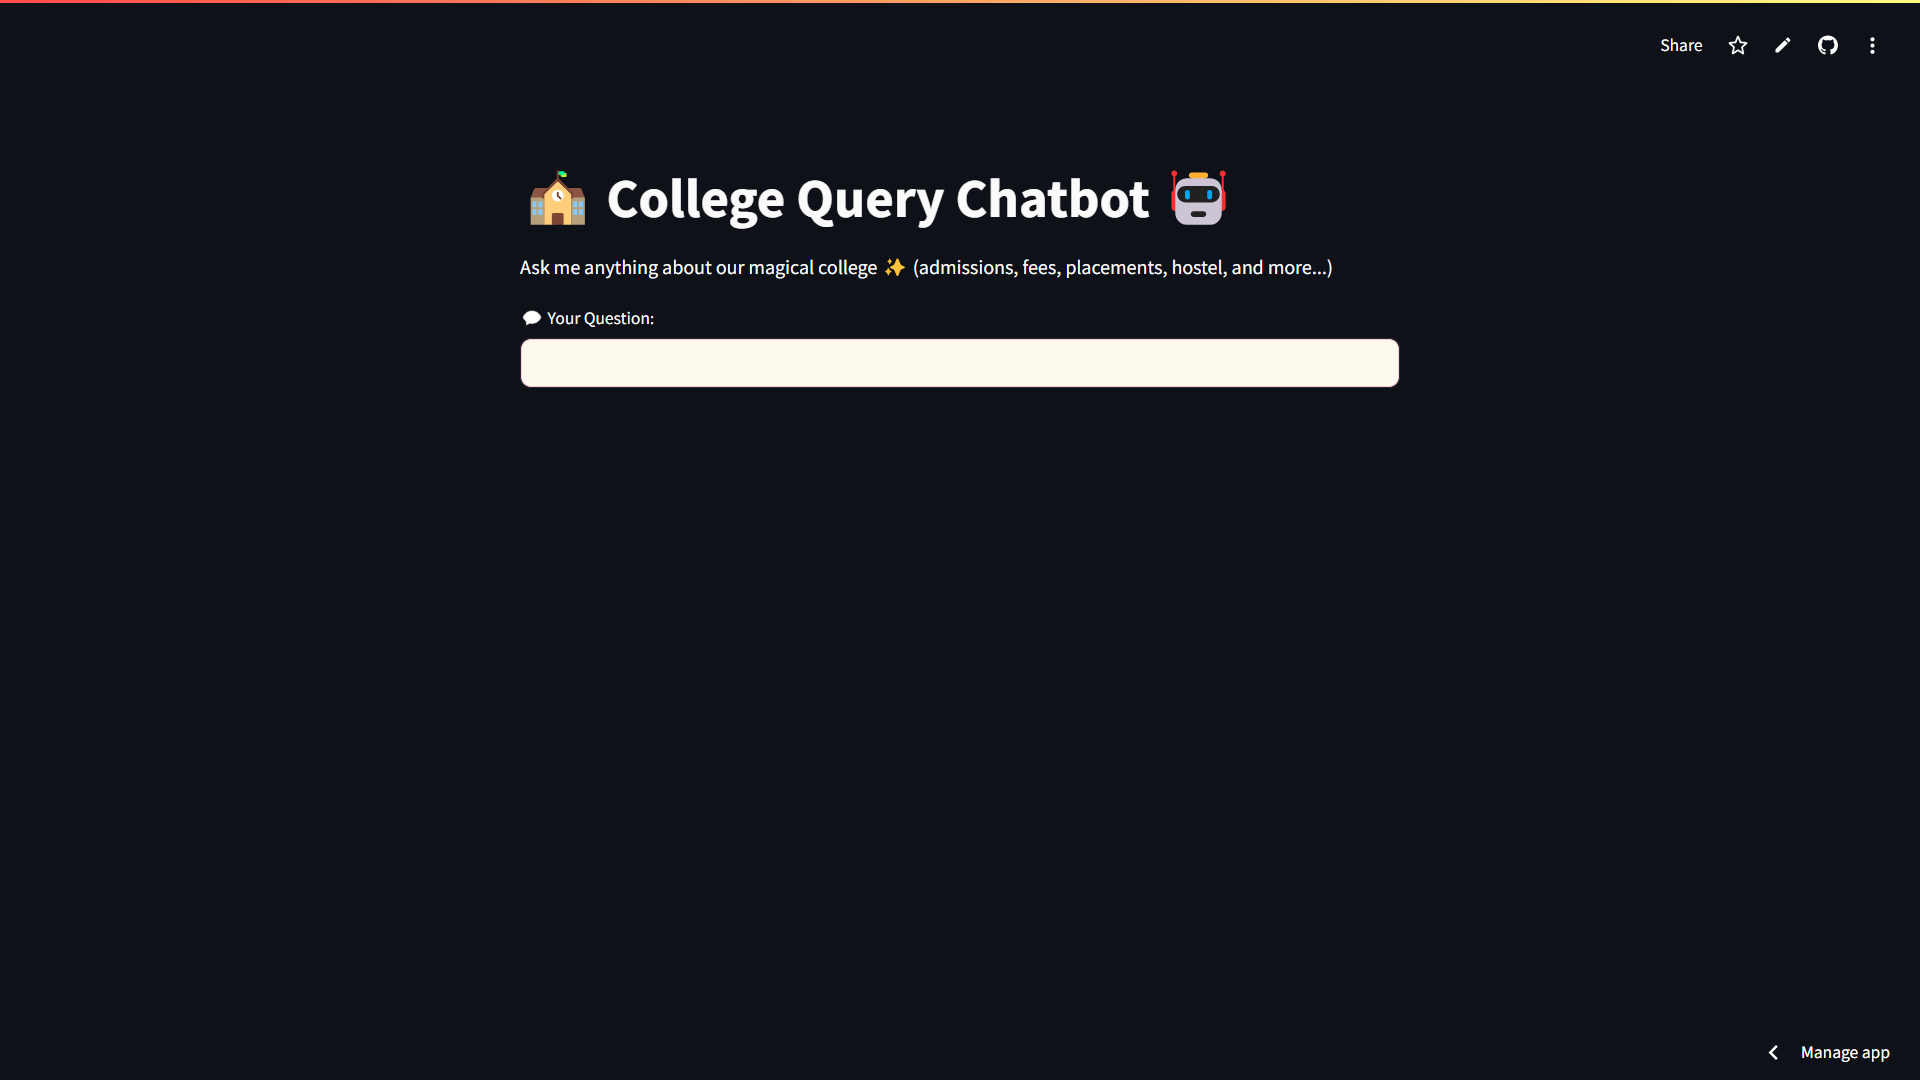 Share
🏫 College Query Chatbot 🤖
Ask me anything about our magical college ✨ (admissions, fees, placements, hostel, and more...)
💬 Your Question:
Manage app